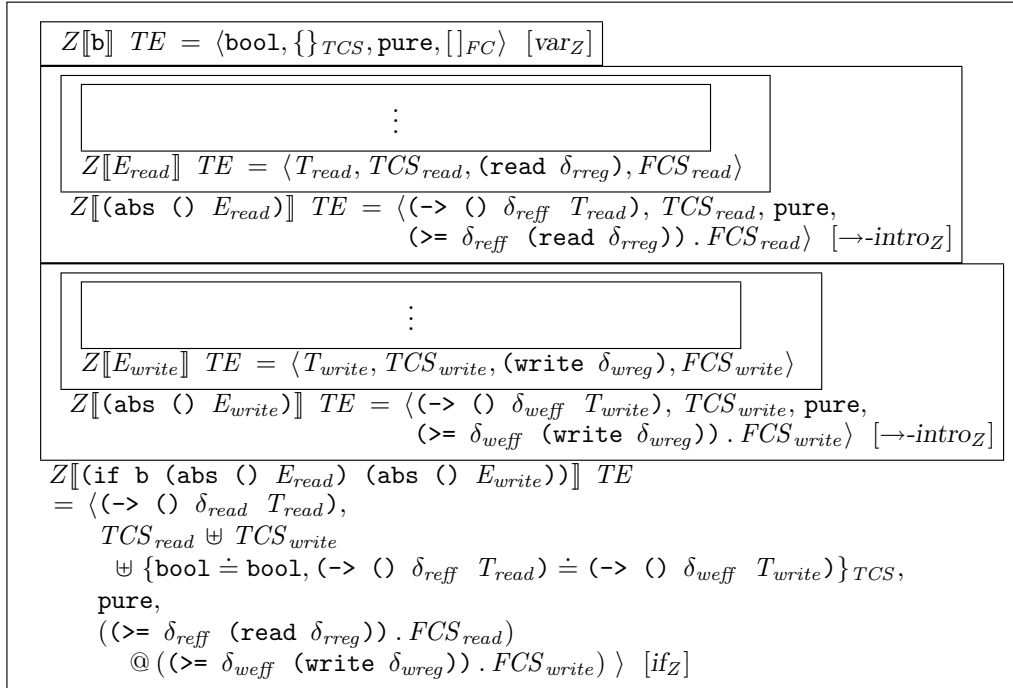 Z⟦b⟧ TE = ⟨bool, {}_TCS, pure, [ ]_FC⟩ [var_Z]
⋮
Z⟦E_read⟧ TE = ⟨T_read, TCS_read, (read δ_rreg), FCS_read⟩
Z⟦(abs () E_read)⟧ TE = ⟨(-> () δ_reff T_read), TCS_read, pure,
(>= δ_reff (read δ_rreg)) . FCS_read⟩ [→-intro_Z]
⋮
Z⟦E_write⟧ TE = ⟨T_write, TCS_write, (write δ_wreg), FCS_write⟩
Z⟦(abs () E_write)⟧ TE = ⟨(-> () δ_weff T_write), TCS_write, pure,
(>= δ_weff (write δ_wreg)) . FCS_write⟩ [→-intro_Z]
Z⟦(if b (abs () E_read) (abs () E_write))⟧ TE
= ⟨(-> () δ_read T_read),
TCS_read ⊎ TCS_write
⊎ {bool ≐ bool, (-> () δ_reff T_read) ≐ (-> () δ_weff T_write)}_TCS,
pure,
((>= δ_reff (read δ_rreg)) . FCS_read)
@ ((>= δ_weff (write δ_wreg)) . FCS_write) ⟩ [if_Z]